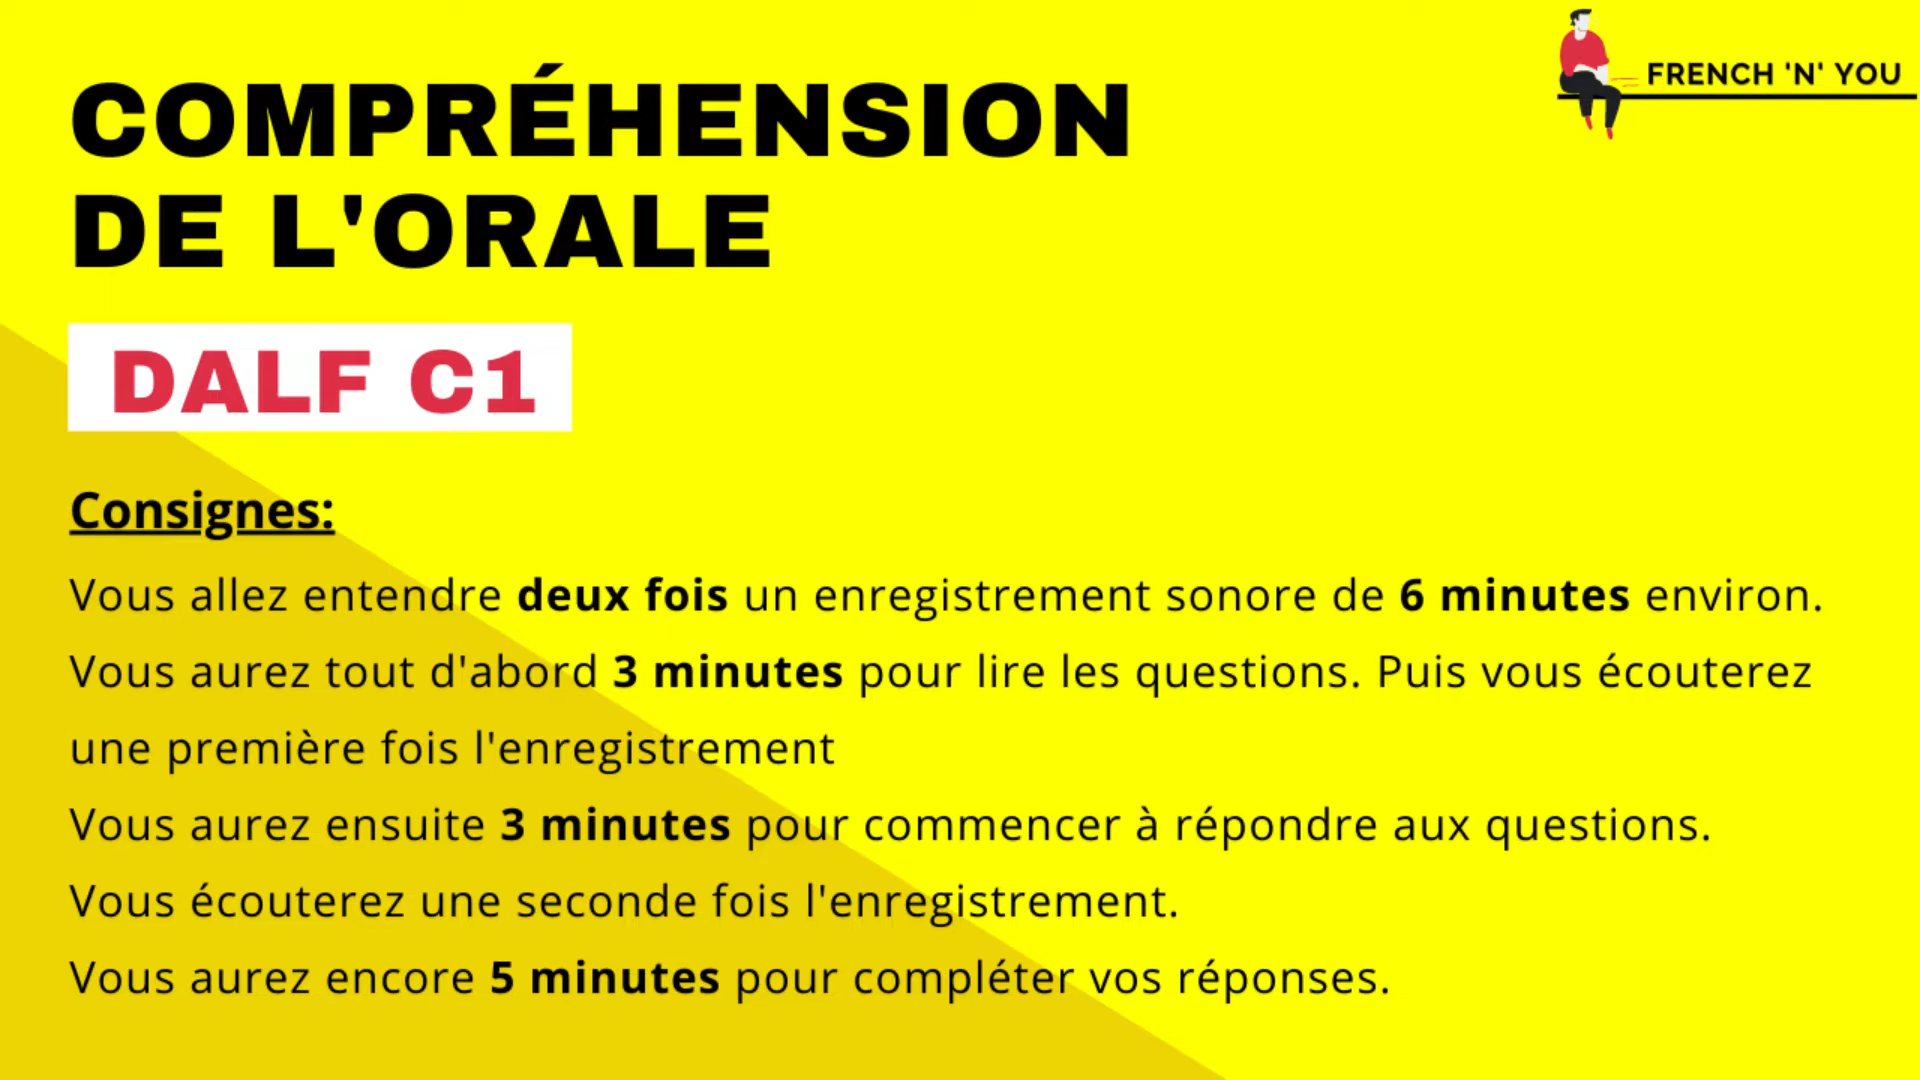 COMPRÉHENSION
DE L'ORALE
FRENCH 'N' YOU
DALF C1
Consignes:
Vous allez entendre deux fois un enregistrement sonore de 6 minutes environ.
Vous aurez tout d'abord 3 minutes pour lire les questions. Puis vous écouterez
une première fois l'enregistrement
Vous aurez ensuite 3 minutes pour commencer à répondre aux questions.
Vous écouterez une seconde fois l'enregistrement.
Vous aurez encore 5 minutes pour compléter vos réponses.